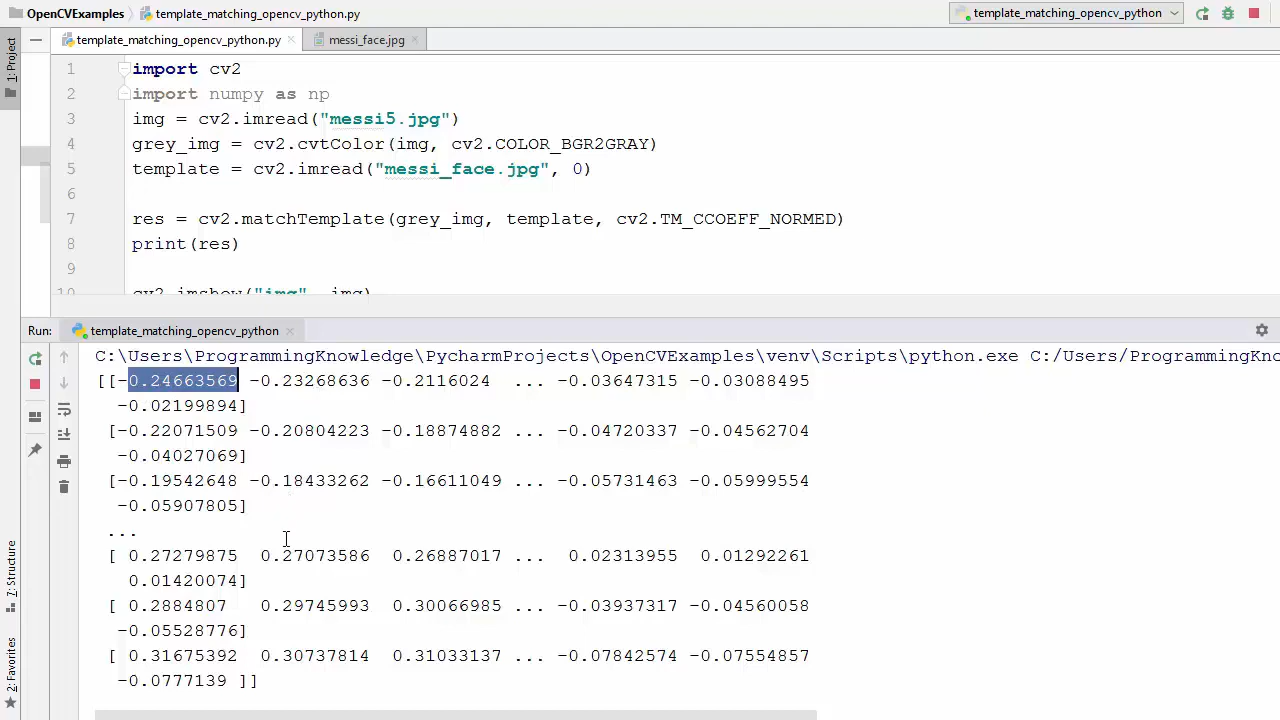 OpenCVExamples template_matching_opencv_python.py template_matching_opencv_python
1: Project
template_matching_opencv_python.py messi_face.jpg
1 import cv2
2 import numpy as np
3 img = cv2.imread("messi5.jpg")
4 grey_img = cv2.cvtColor(img, cv2.COLOR_BGR2GRAY)
5 template = cv2.imread("messi_face.jpg", 0)
6
7 res = cv2.matchTemplate(grey_img, template, cv2.TM_CCOEFF_NORMED)
8 print(res)
9
10 cv2.imshow("img", img)
Run: template_matching_opencv_python
C:\Users\ProgrammingKnowledge\PycharmProjects\OpenCVExamples\venv\Scripts\python.exe C:/Users/ProgrammingKno
[[-0.24663569 -0.23268636 -0.2116024 ... -0.03647315 -0.03088495
-0.02199894]
[-0.22071509 -0.20804223 -0.18874882 ... -0.04720337 -0.04562704
-0.04027069]
[-0.19542648 -0.18433262 -0.16611049 ... -0.05731463 -0.05999554
-0.05907805]
...
[ 0.27279875 0.27073586 0.26887017 ... 0.02313955 0.01292261
0.01420074]
[ 0.2884807 0.29745993 0.30066985 ... -0.03937317 -0.04560058
-0.05528776]
[ 0.31675392 0.30737814 0.31033137 ... -0.07842574 -0.07554857
-0.0777139 ]]
Z: Structure
2: Favorites